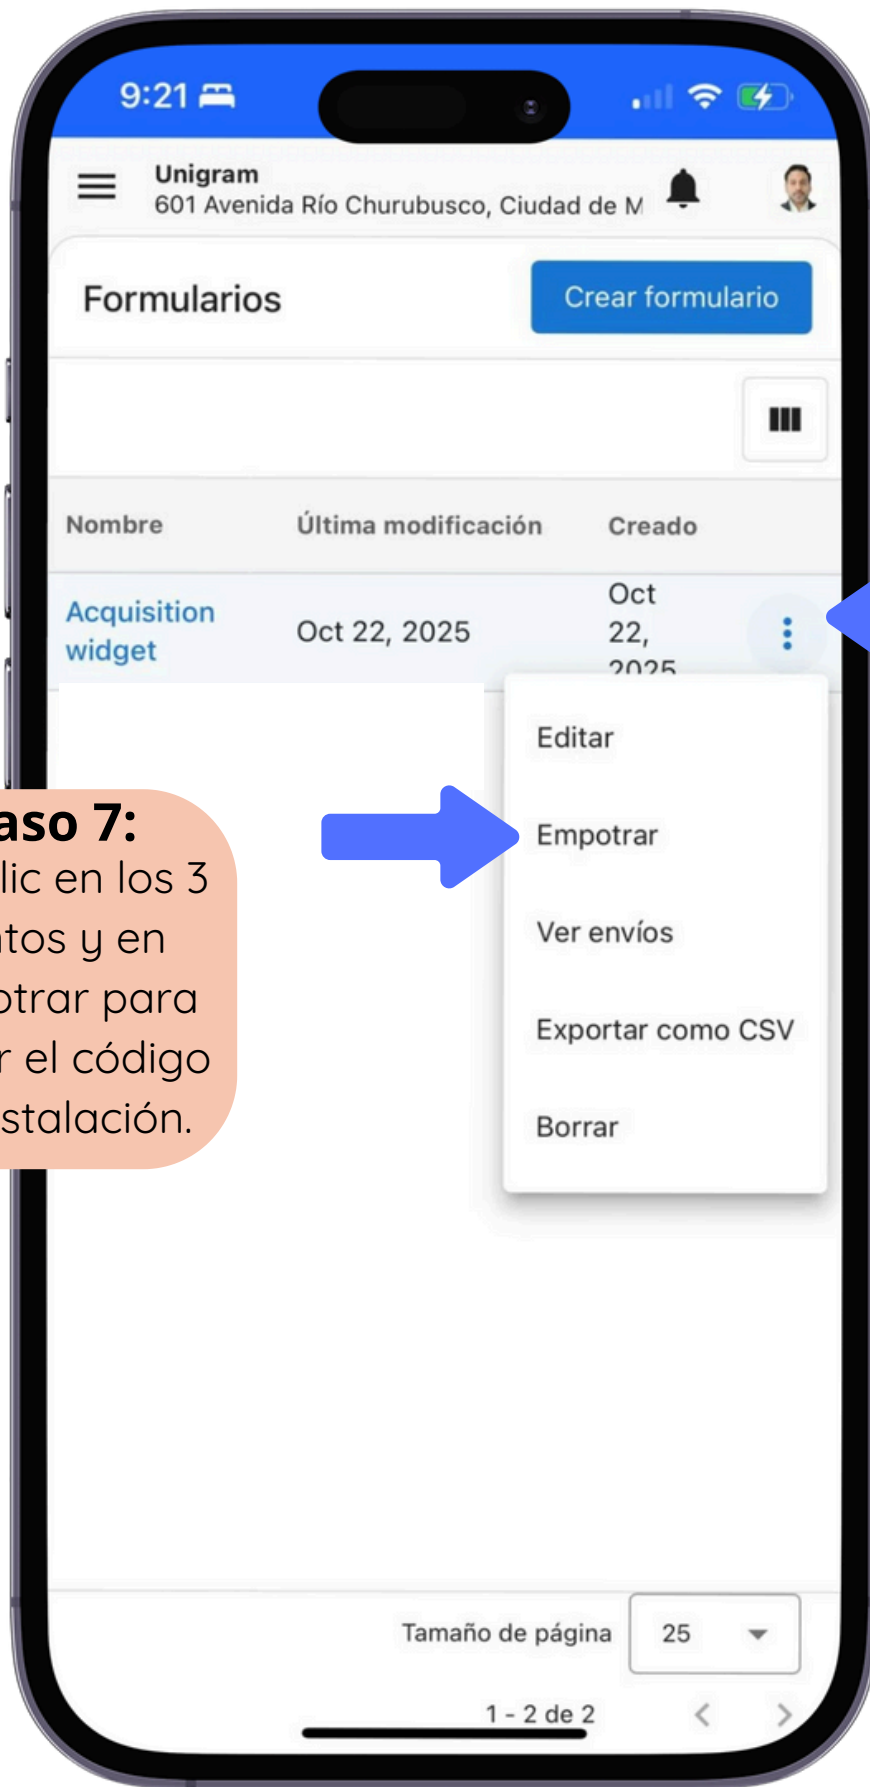 9:21
Unigram
601 Avenida Río Churubusco, Ciudad de M
Formularios
Crear formulario
Nombre
Última modificación
Creado
Acquisition
widget
Oct 22, 2025
Oct
22,
2025
Editar
Empotrar
Ver envíos
Exportar como CSV
Borrar
aso 7:
lic en los 3
ntos y en
otrar para
r el código
stalación.
Tamaño de página
25
1 - 2 de 2